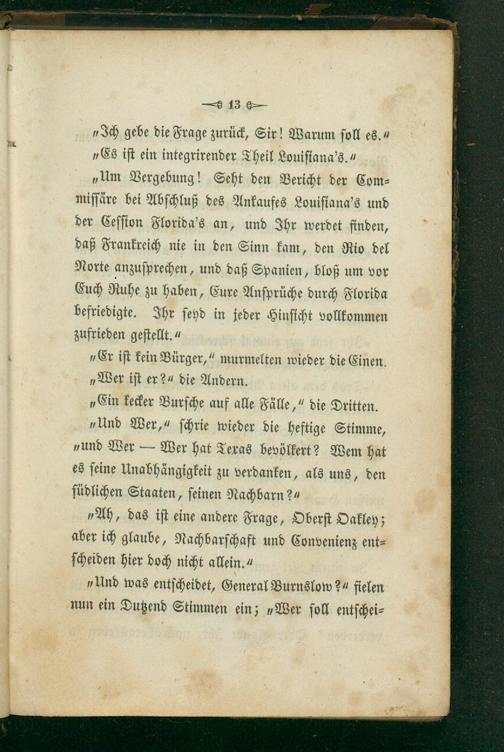 13
„Ich gebe die Frage zurück, Sir! Warum soll es.“
„Es ist ein integrirender Theil Louisiana's.“
„Um Vergebung! Seht den Bericht der Com-
missäre bei Abschluß des Ankaufes Louisiana's und
der Cession Florida's an, und Ihr werdet finden,
daß Frankreich nie in den Sinn kam, den Rio del
Norte anzusprechen, und daß Spanien, bloß um vor
Euch Ruhe zu haben, Eure Ansprüche durch Florida
befriedigte. Ihr seyd in jeder Hinsicht vollkommen
zufrieden gestellt.“
„Er ist kein Bürger,“ murmelten wieder die Einen.
„Wer ist er?“ die Andern.
„Ein kecker Bursche auf alle Fälle,“ die Dritten.
„Und Wer,“ schrie wieder die heftige Stimme,
„und Wer — Wer hat Texas bevölkert? Wem hat
es seine Unabhängigkeit zu verdanken, als uns, den
südlichen Staaten, seinen Nachbarn?“
„Ah, das ist eine andere Frage, Oberst Oakley;
aber ich glaube, Nachbarschaft und Convenienz ent-
scheiden hier doch nicht allein.“
„Und was entscheidet, General Burnslow?“ fielen
nun ein Dutzend Stimmen ein; „Wer soll entschei-